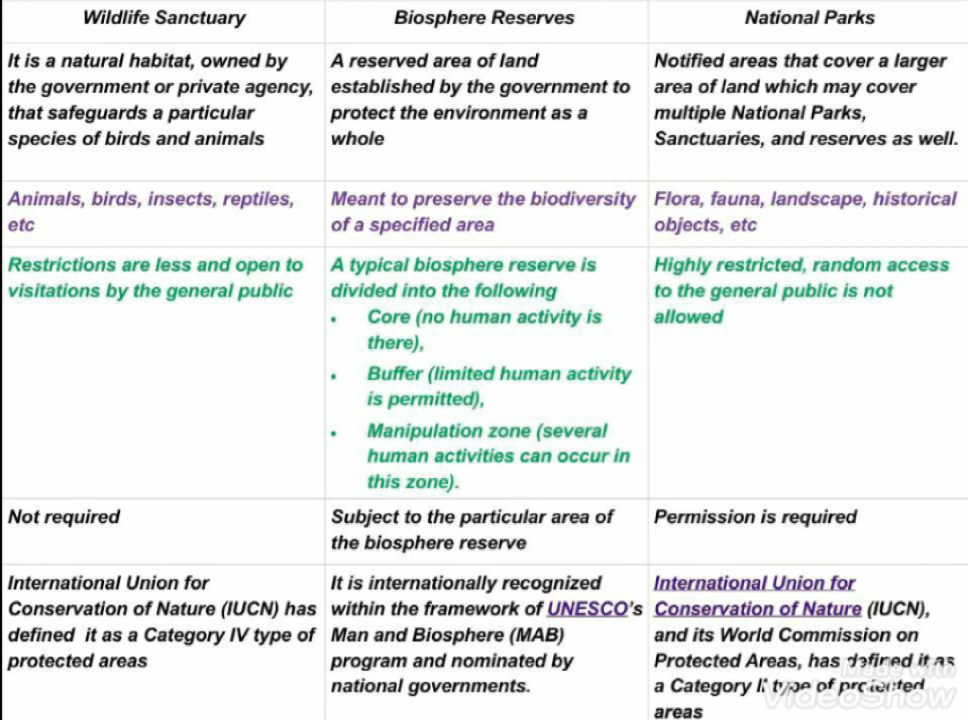 Wildlife Sanctuary
Biosphere Reserves
National Parks
It is a natural habitat, owned by
the government or private agency,
that safeguards a particular
species of birds and animals
A reserved area of land
established by the government to
protect the environment as a
whole
Notified areas that cover a larger
area of land which may cover
multiple National Parks,
Sanctuaries, and reserves as well.
Animals, birds, insects, reptiles,
etc
Meant to preserve the biodiversity
of a specified area
Flora, fauna, landscape, historical
objects, etc
Restrictions are less and open to
visitations by the general public
A typical biosphere reserve is
divided into the following
• Core (no human activity is
there),
• Buffer (limited human activity
is permitted),
• Manipulation zone (several
human activities can occur in
this zone).
Highly restricted, random access
to the general public is not
allowed
Not required
Subject to the particular area of
the biosphere reserve
Permission is required
International Union for
Conservation of Nature (IUCN) has
defined it as a Category IV type of
protected areas
It is internationally recognized
within the framework of UNESCO's
Man and Biosphere (MAB)
program and nominated by
national governments.
International Union for
Conservation of Nature (IUCN),
and its World Commission on
Protected Areas, has defined it as
a Category II type of protected
areas
Made with
VideoShow